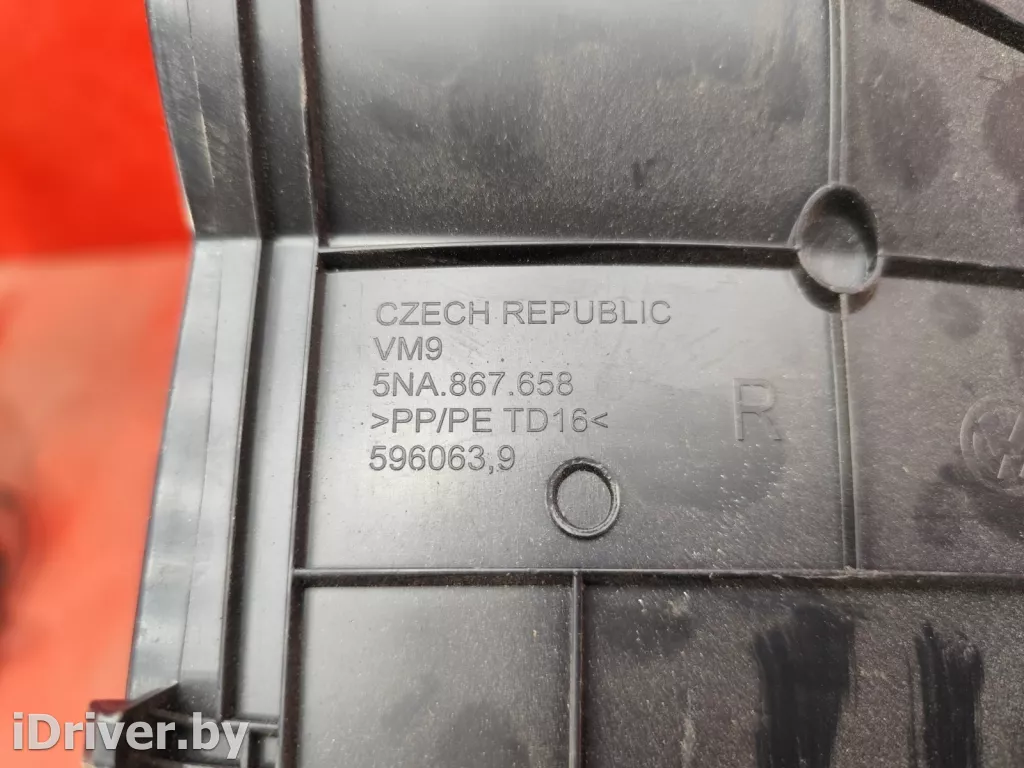 CZECH REPUBLIC
VM9
5NA.867.658
>PP/PE TD16<
596063,9
R
iDriver.by